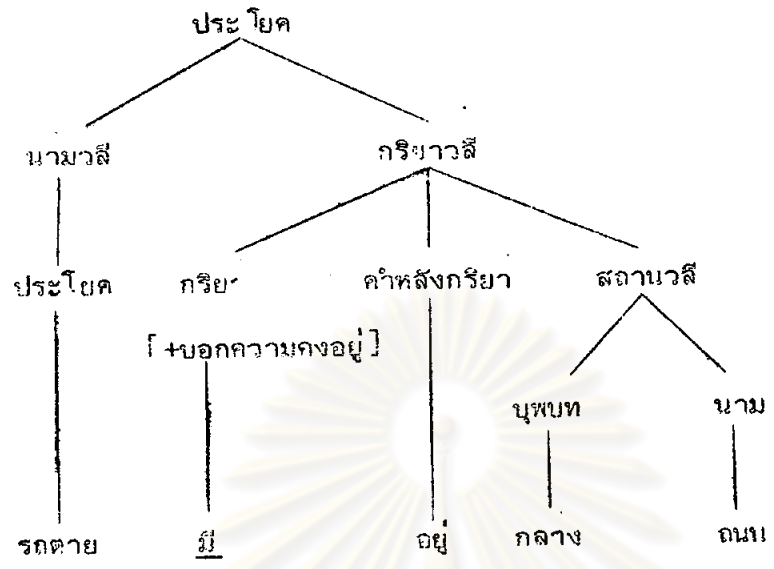 ประโยค
นามวลี กริยาวลี
ประโยค กริยา คำหลังกริยา สถานวลี
[ +บอกความคงอยู่ ]
บุพบท นาม
รถตาย มี อยู่ กลาง ถนน